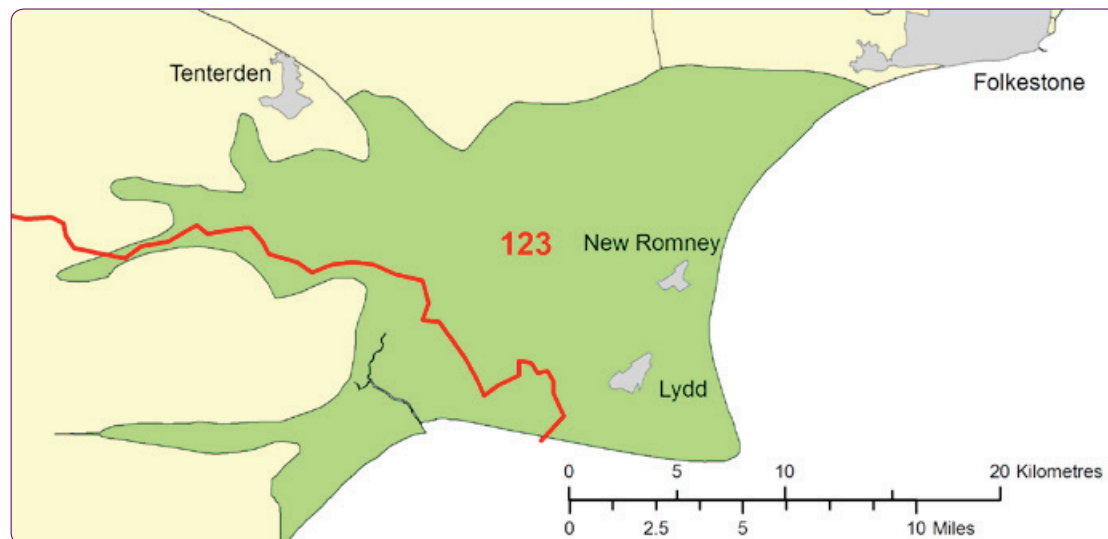 Tenterden
Folkestone
123
New Romney
Lydd
0 5 10 20 Kilometres
0 2.5 5 10 Miles